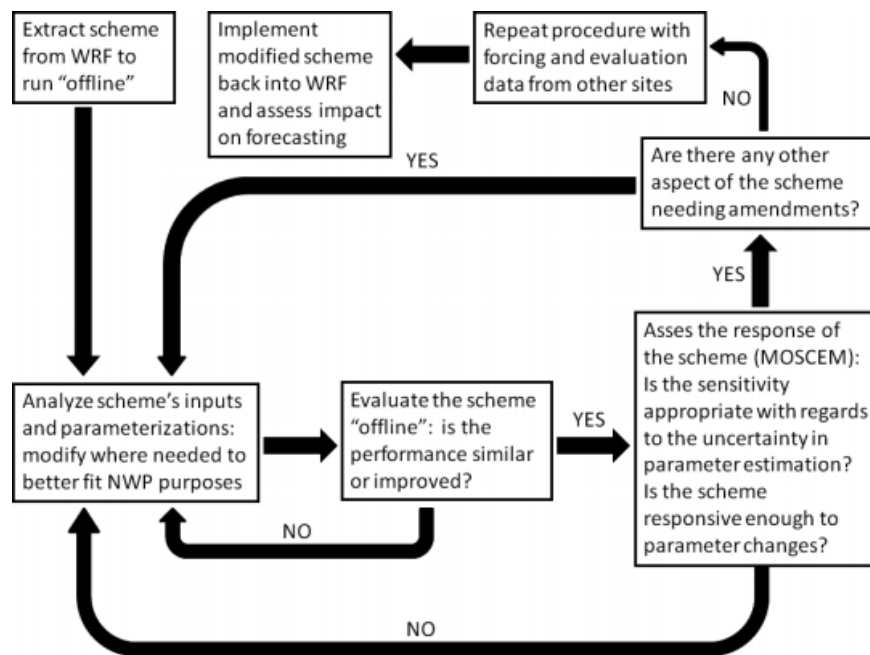 Extract scheme
from WRF to
run “offline”
Implement
modified scheme
back into WRF
and assess impact
on forecasting
Repeat procedure with
forcing and evaluation
data from other sites
NO
YES
Are there any other
aspect of the scheme
needing amendments?
YES
Analyze scheme’s inputs
and parameterizations:
modify where needed to
better fit NWP purposes
Evaluate the scheme
“offline”: is the
performance similar
or improved?
YES
Asses the response of
the scheme (MOSCEM):
Is the sensitivity
appropriate with regards
to the uncertainty in
parameter estimation?
Is the scheme
responsive enough to
parameter changes?
NO
NO